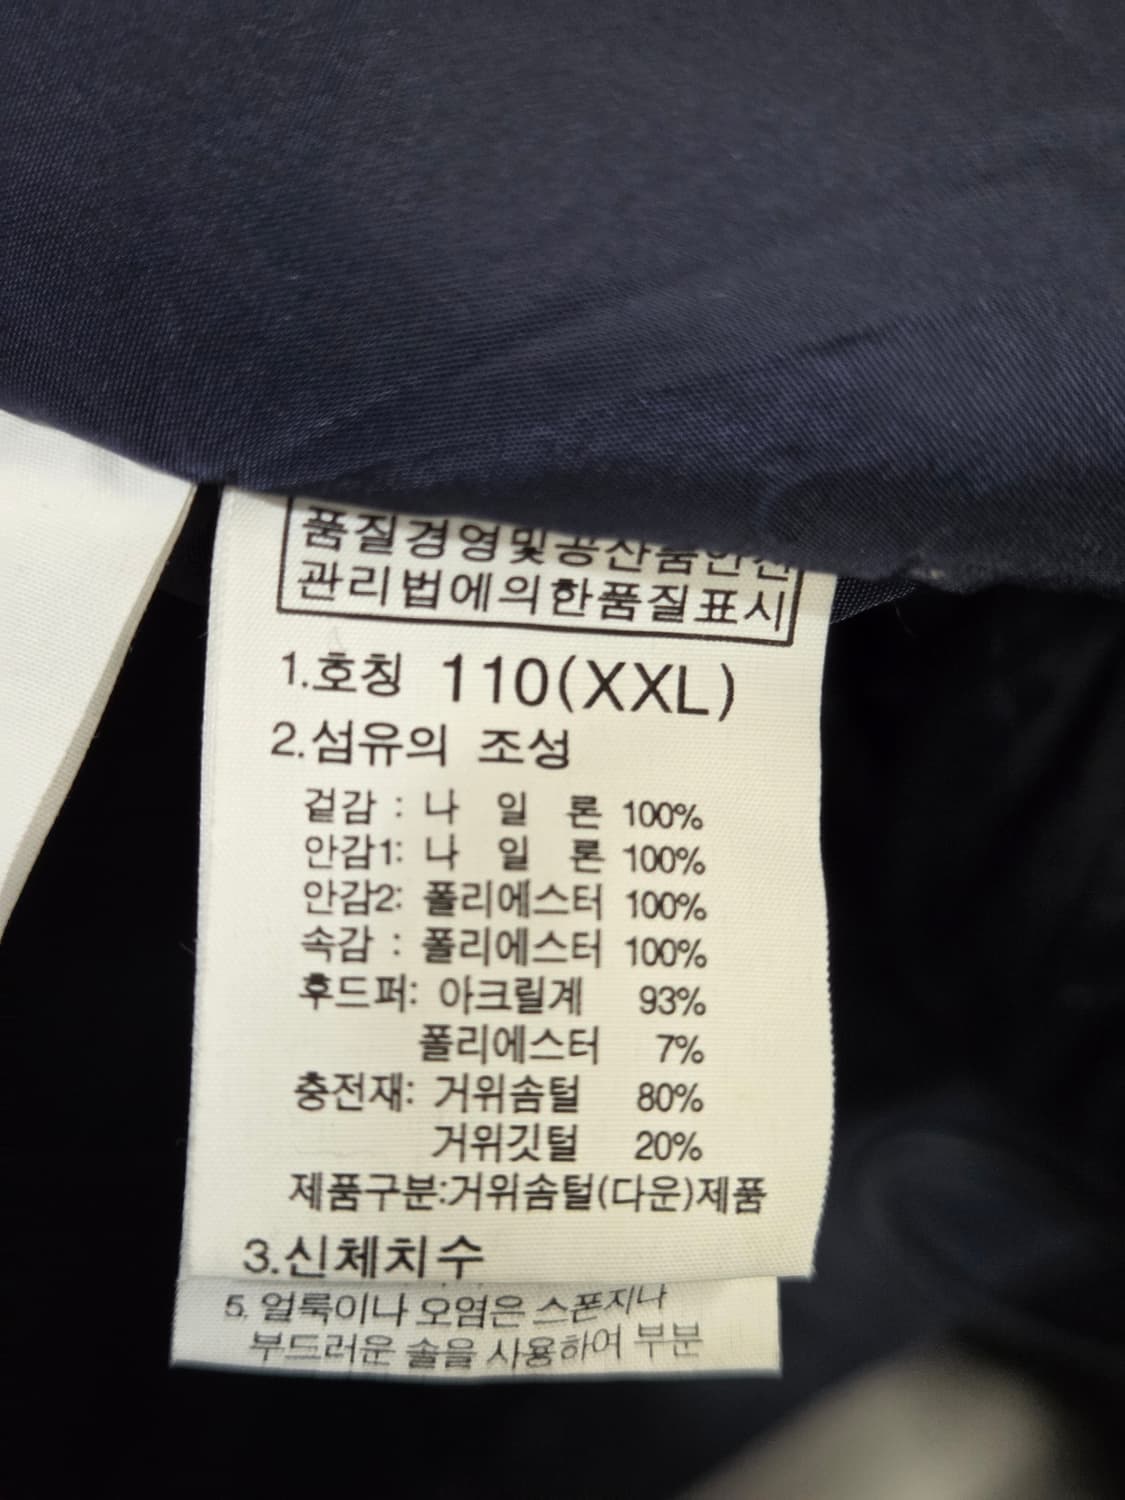 품질경영및공산품안전
관리법에의한품질표시
1.호칭 110(XXL)
2.섬유의 조성
겉감 : 나 일 론 100%
안감1: 나 일 론 100%
안감2: 폴리에스터 100%
속감 : 폴리에스터 100%
후드퍼: 아크릴계 93%
폴리에스터 7%
충전재: 거위솜털 80%
거위깃털 20%
제품구분:거위솜털(다운)제품
3.신체치수
5. 얼룩이나 오염은 스폰지나
부드러운 솔을 사용하여 부분